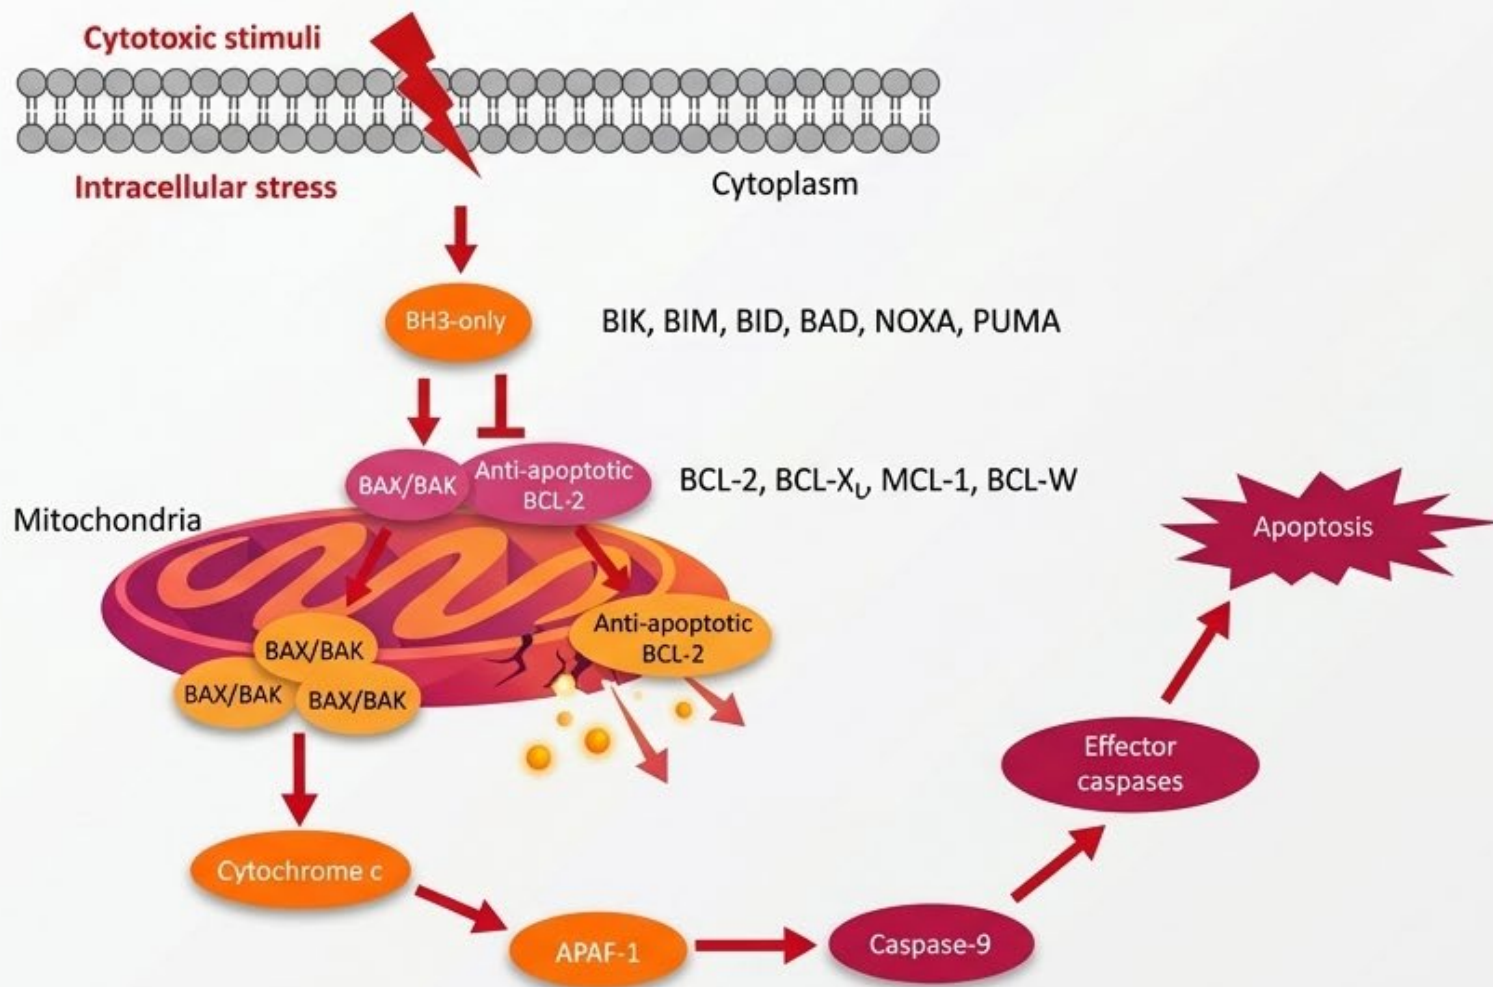 Cytotoxic stimuli
Intracellular stress
Cytoplasm
BH3-only
BIK, BIM, BID, BAD, NOXA, PUMA
BAX/BAK
Anti-apoptotic
BCL-2
BCL-2, BCL-X, MCL-1, BCL-W
Mitochondria
Apoptosis
BAX/BAK
BAX/BAK
BAX/BAK
Anti-apoptotic
BCL-2
Effector
caspases
Cytochrome c
APAF-1
Caspase-9